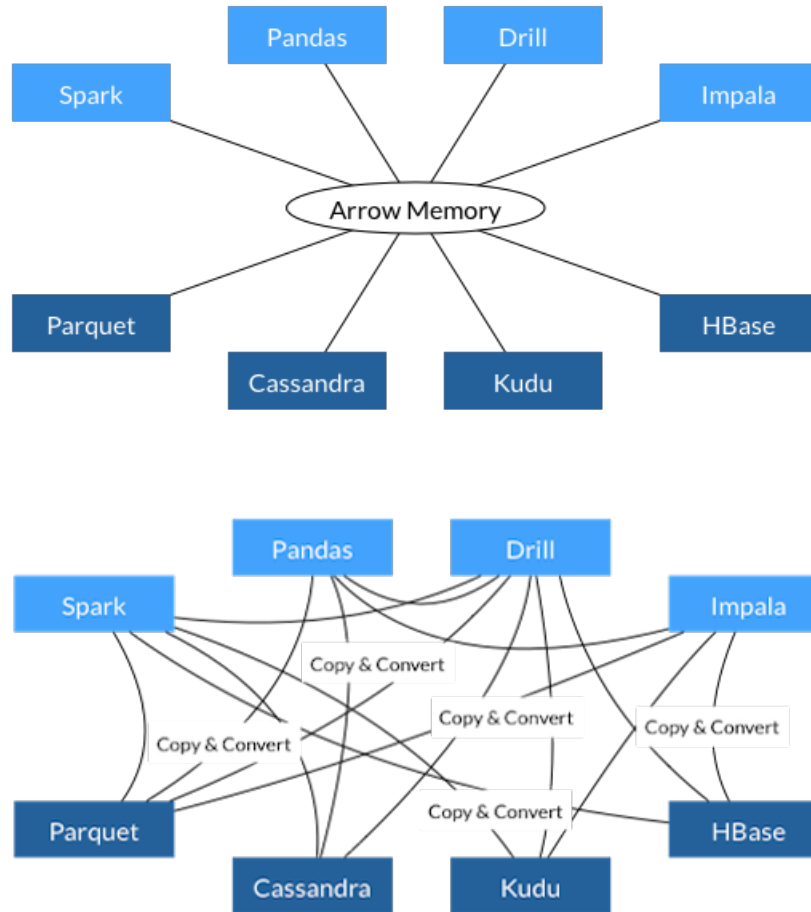 Pandas
Drill
Spark
Impala
Arrow Memory
Parquet
HBase
Cassandra
Kudu
Pandas
Drill
Spark
Impala
Copy & Convert
Copy & Convert
Copy & Convert
Copy & Convert
Copy & Convert
Parquet
HBase
Cassandra
Kudu